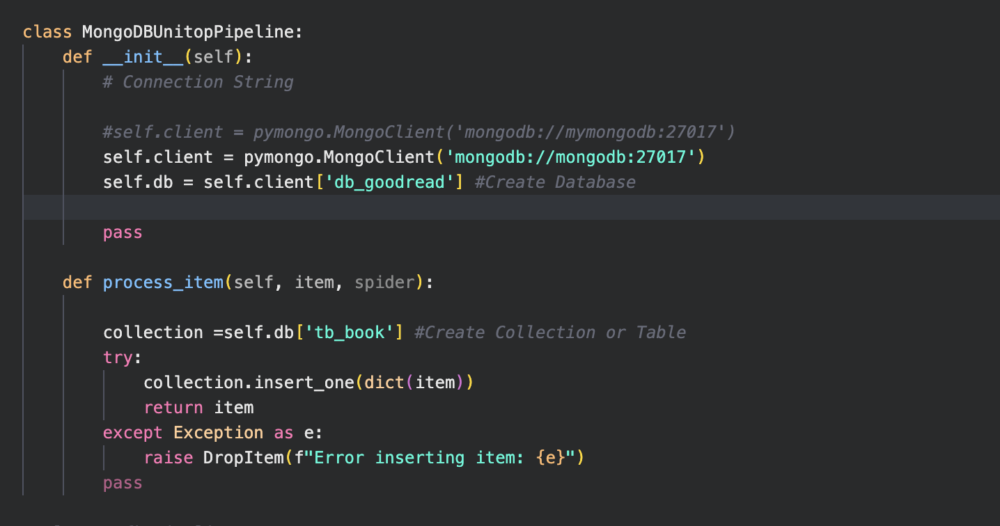 class MongoDBUnitopPipeline:
    def __init__(self):
        # Connection String
        #self.client = pymongo.MongoClient('mongodb://mymongodb:27017')
        self.client = pymongo.MongoClient('mongodb://mongodb:27017')
        self.db = self.client['db_goodread'] #Create Database
        pass
    def process_item(self, item, spider):
        collection =self.db['tb_book'] #Create Collection or Table
        try:
            collection.insert_one(dict(item))
            return item
        except Exception as e:
            raise DropItem(f"Error inserting item: {e}")
        pass